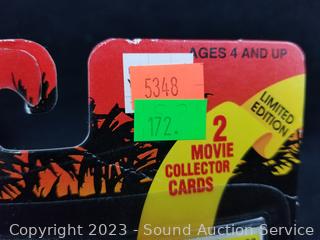 AGES 4 AND UP
5348
172.
LIMITED
EDITION
2
MOVIE
COLLECTOR
CARDS
Copyright 2023 - Sound Auction Service